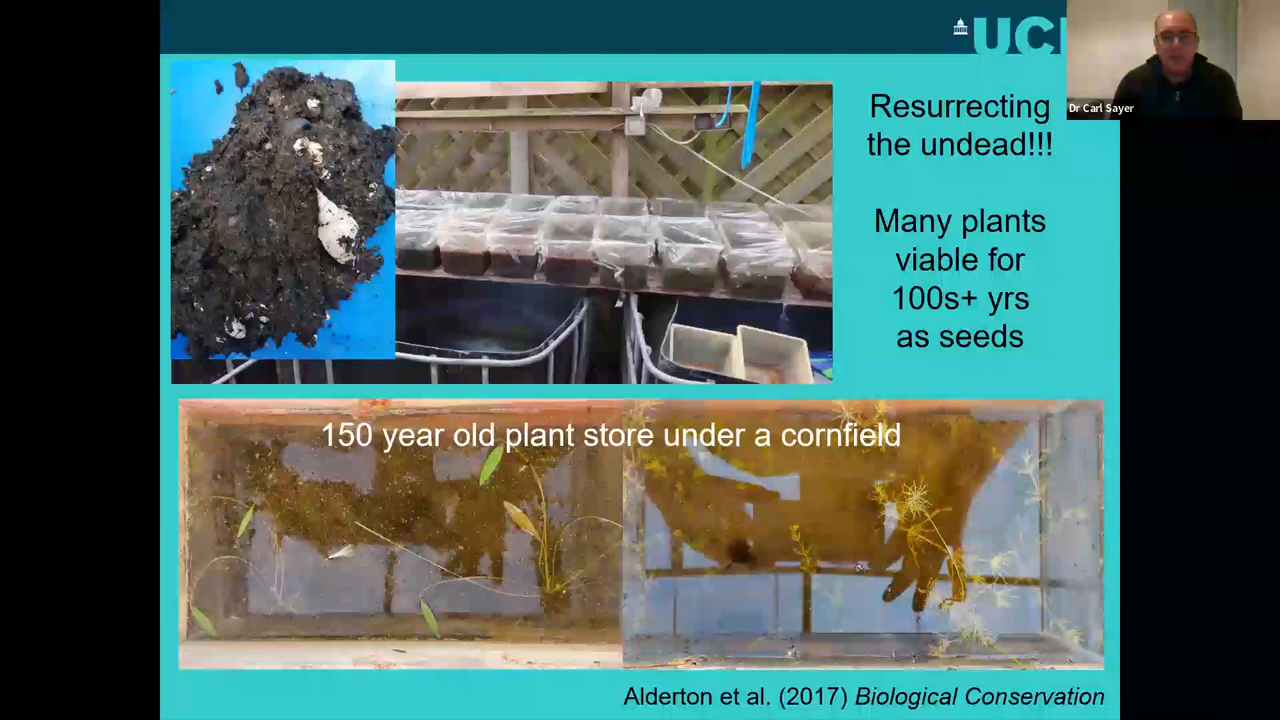 UCL
Dr Carl Sayer
Resurrecting
the undead!!!
Many plants
viable for
100s+ yrs
as seeds
150 year old plant store under a cornfield
Alderton et al. (2017) Biological Conservation